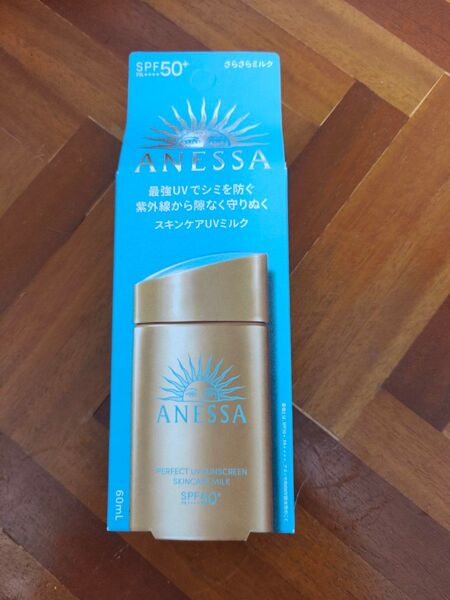 SPF50+
PA++++
さらさらミルク
ANESSA
最強UVでシミを防ぐ
紫外線から隙なく守りぬく
スキンケアUVミルク
ANESSA
PERFECT UV SUNSCREEN
SKINCARE MILK
SPF50+
PA++++
60mL